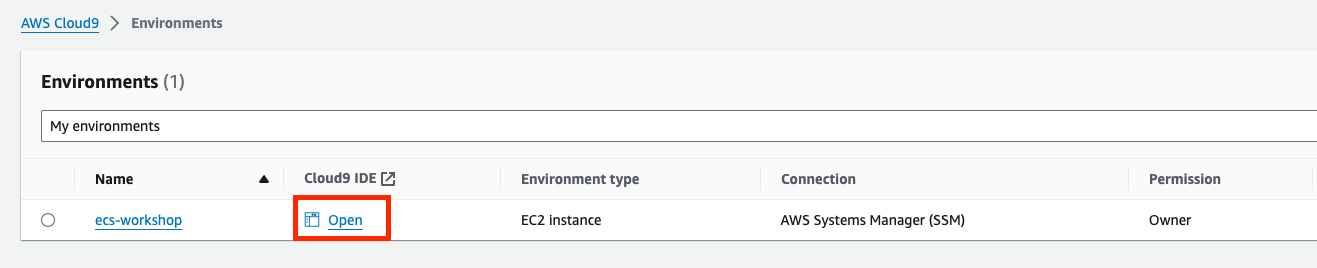 AWS Cloud9 > Environments
Environments (1)
My environments
Name Cloud9 IDE Environment type Connection Permission
ecs-workshop Open EC2 instance AWS Systems Manager (SSM) Owner